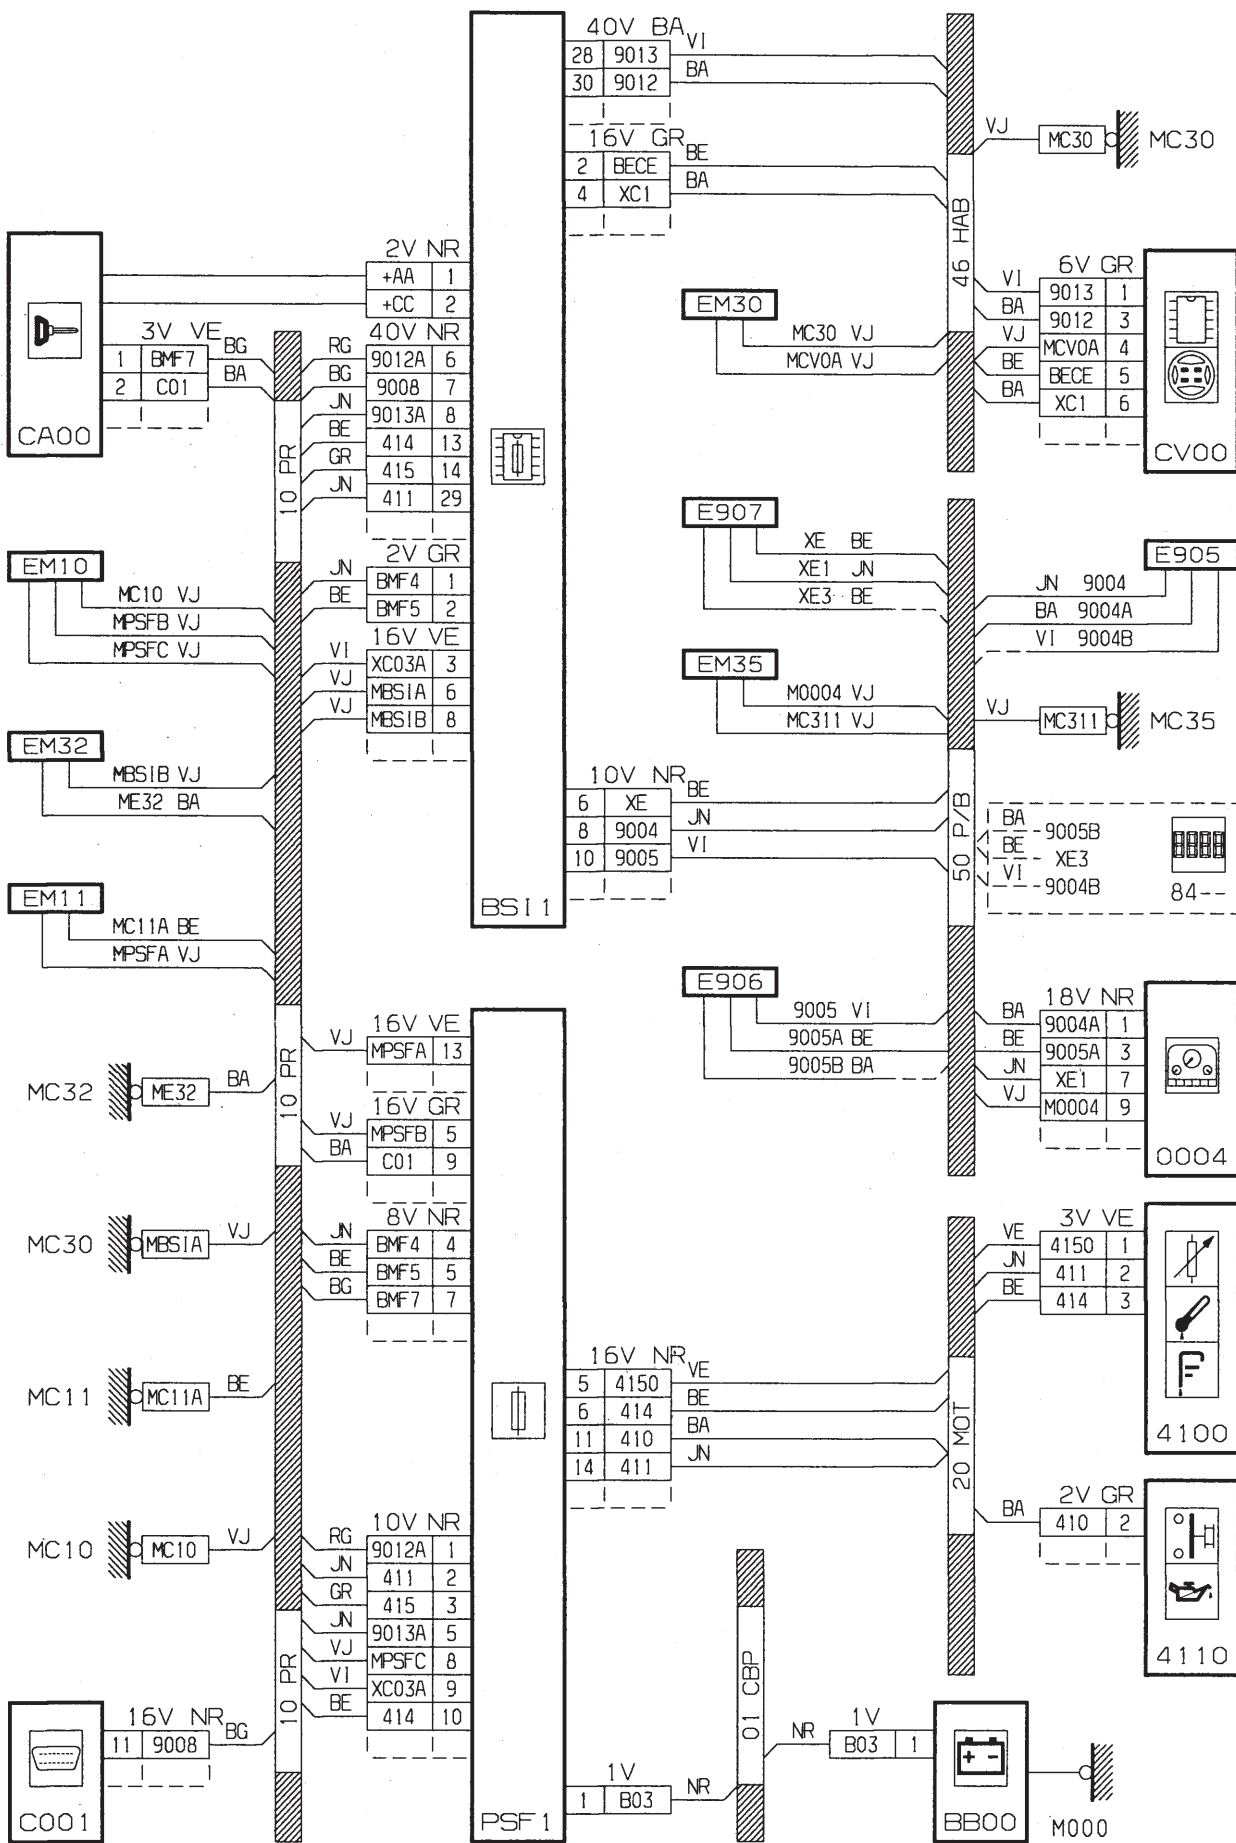 40V BA
28 9013 VI
30 9012 BA
16V GR
2 BECE BE
4 XC1 BA
VJ MC30 MC30
46 HAB
2V NR
+AA 1
+CC 2
CA00
3V VE
1 BMF7 BG
2 C01 BA
10 PR
40V NR
RG 9012A 6
BG 9008 7
JN 9013A 8
BE 414 13
GR 415 14
JN 411 29
2V GR
JN BMF4 1
BE BMF5 2
16V VE
VI XC03A 3
VJ MBSIA 6
VJ MBSIB 8
EM30
MC30 VJ
MCV0A VJ
6V GR
VI 9013 1
BA 9012 3
VJ MCV0A 4
BE BECE 5
BA XC1 6
CV00
EM10
MC10 VJ
MPSFB VJ
MPSFC VJ
E907
XE BE
XE1 JN
XE3 BE
E905
JN 9004
BA 9004A
VI 9004B
EM35
M0004 VJ
MC311 VJ
VJ MC311 MC35
EM32
MBSIB VJ
ME32 BA
10V NR
6 XE BE
8 9004 JN
10 9005 VI
BSI1
50 P/B
BA 9005B
BE XE3
VI 9004B
84--
EM11
MC11A BE
MPSFA VJ
E906
9005 VI
9005A BE
9005B BA
18V NR
BA 9004A 1
BE 9005A 3
JN XE1 7
VJ M0004 9
0004
10 PR
16V VE
VJ MPSFA 13
MC32 ME32 BA
16V GR
VJ MPSFB 5
BA C01 9
MC30 MBSIA VJ
8V NR
JN BMF4 4
BE BMF5 5
BG BMF7 7
3V VE
VE 4150 1
JN 411 2
BE 414 3
4100
MC11 MC11A BE
16V NR
5 4150 VE
6 414 BE
11 410 BA
14 411 JN
20 MOT
2V GR
BA 410 2
4110
MC10 MC10 VJ
10V NR
RG 9012A 1
JN 411 2
GR 415 3
JN 9013A 5
VJ MPSFC 8
VI XC03A 9
BE 414 10
10 PR
16V NR
11 9008 BG
C001
1V
1 B03 NR
PSF1
01 CBP
1V
NR B03 1
BB00
M000